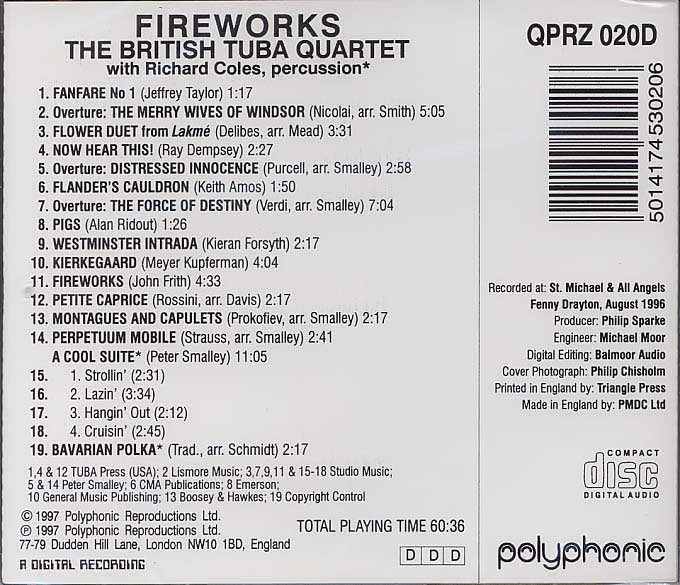 FIREWORKS
THE BRITISH TUBA QUARTET
with Richard Coles, percussion*
1. FANFARE No 1 (Jeffrey Taylor) 1:17
2. Overture: THE MERRY WIVES OF WINDSOR (Nicolai, arr. Smith) 5:05
3. FLOWER DUET from Lakmé (Delibes, arr. Mead) 3:31
4. NOW HEAR THIS! (Ray Dempsey) 2:27
5. Overture: DISTRESSED INNOCENCE (Purcell, arr. Smalley) 2:58
6. FLANDER'S CAULDRON (Keith Amos) 1:50
7. Overture: THE FORCE OF DESTINY (Verdi, arr. Smalley) 7:04
8. PIGS (Alan Ridout) 1:26
9. WESTMINSTER INTRADA (Kieran Forsyth) 2:17
10. KIERKEGAARD (Meyer Kupferman) 4:04
11. FIREWORKS (John Frith) 4:33
12. PETITE CAPRICE (Rossini, arr. Davis) 2:17
13. MONTAGUES AND CAPULETS (Prokofiev, arr. Smalley) 2:17
14. PERPETUUM MOBILE (Strauss, arr. Smalley) 2:41
A COOL SUITE* (Peter Smalley) 11:05
15. 1. Strollin' (2:31)
16. 2. Lazin' (3:34)
17. 3. Hangin' Out (2:12)
18. 4. Cruisin' (2:45)
19. BAVARIAN POLKA* (Trad., arr. Schmidt) 2:17
1,4 & 12 TUBA Press (USA); 2 Lismore Music; 3,7,9,11 & 15-18 Studio Music;
5 & 14 Peter Smalley; 6 CMA Publications; 8 Emerson;
10 General Music Publishing; 13 Boosey & Hawkes; 19 Copyright Control
© 1997 Polyphonic Reproductions Ltd.
℗ 1997 Polyphonic Reproductions Ltd.
77-79 Dudden Hill Lane, London NW10 1BD, England
TOTAL PLAYING TIME 60:36
A DIGITAL RECORDING
D D D
QPRZ 020D
5014174530206
Recorded at: St. Michael & All Angels
Fenny Drayton, August 1996
Producer: Philip Sparke
Engineer: Michael Moor
Digital Editing: Balmoor Audio
Cover Photograph: Philip Chisholm
Printed in England by: Triangle Press
Made in England by: PMDC Ltd
COMPACT
disc
DIGITAL AUDIO
polyphonic